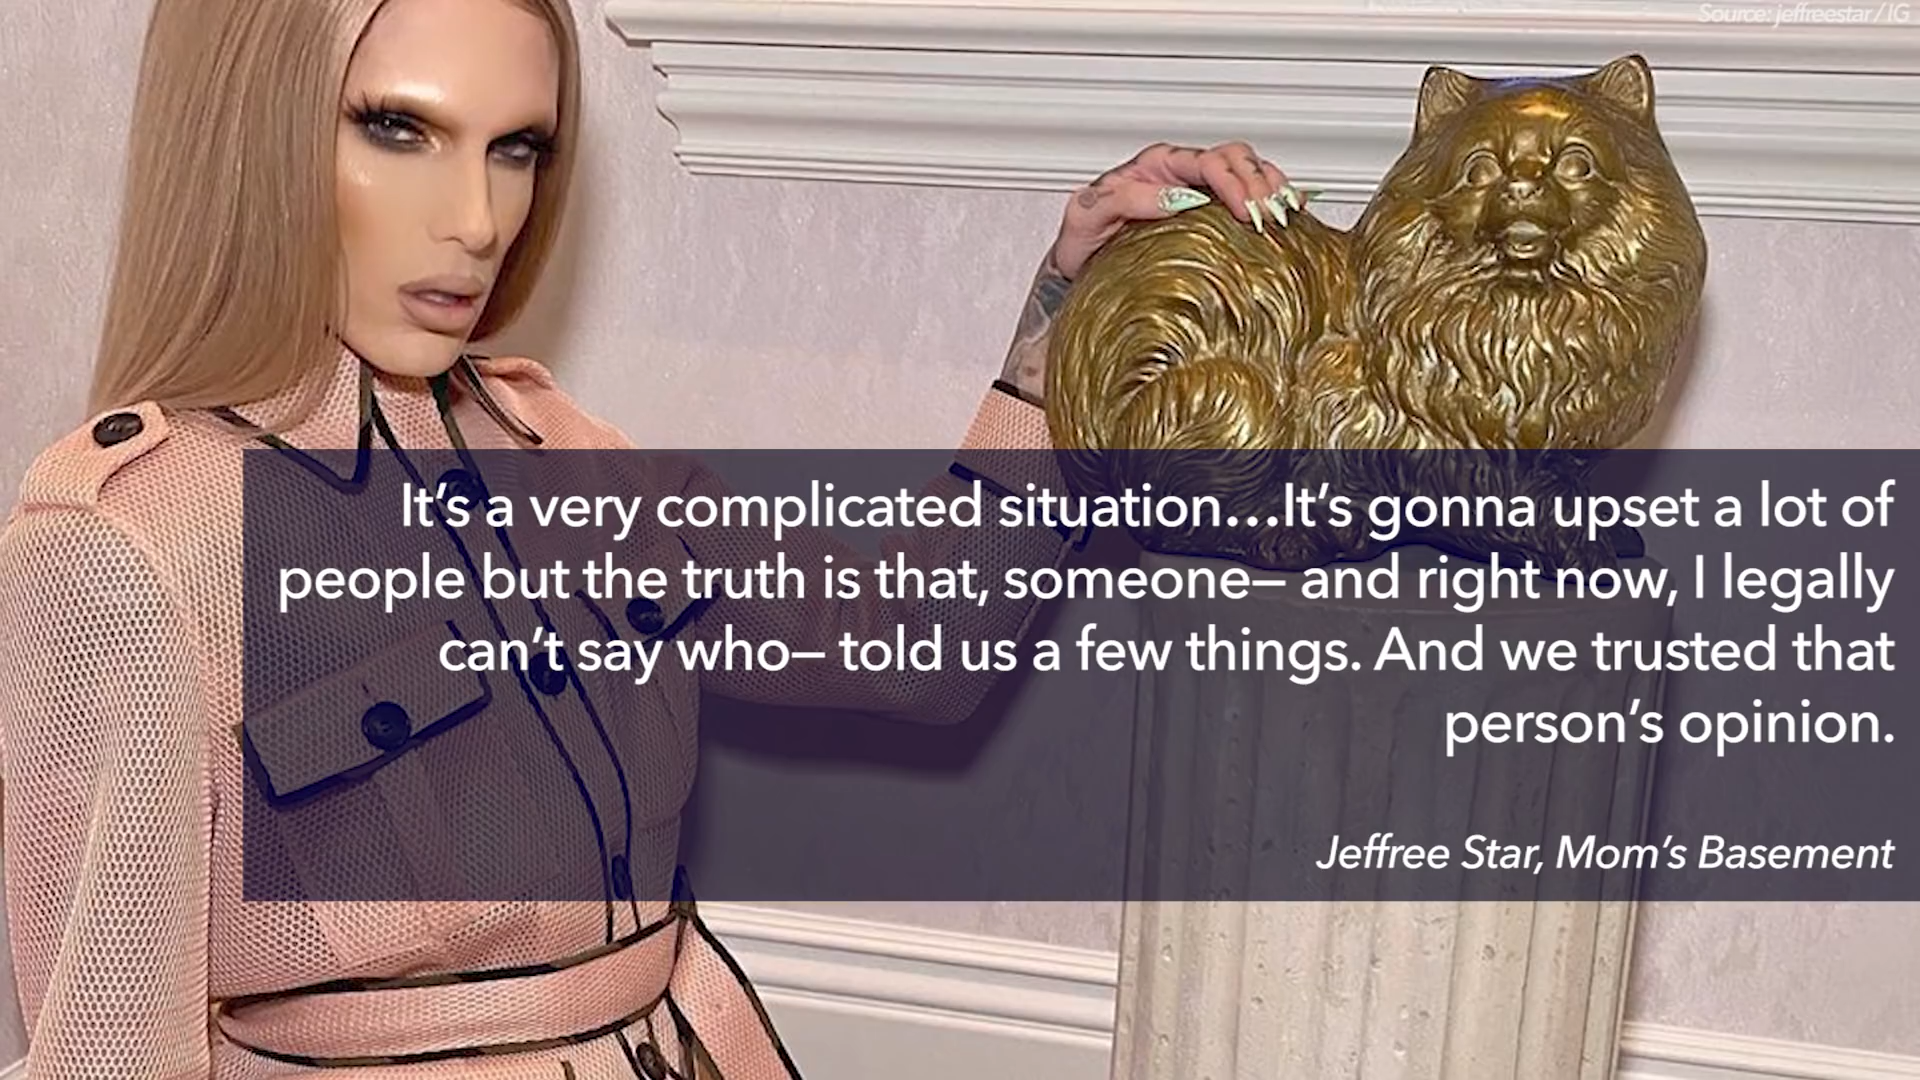 Source: jeffreestar / IG
It’s a very complicated situation…It’s gonna upset a lot of
people but the truth is that, someone– and right now, I legally
can’t say who– told us a few things. And we trusted that
person’s opinion.
Jeffree Star, Mom’s Basement